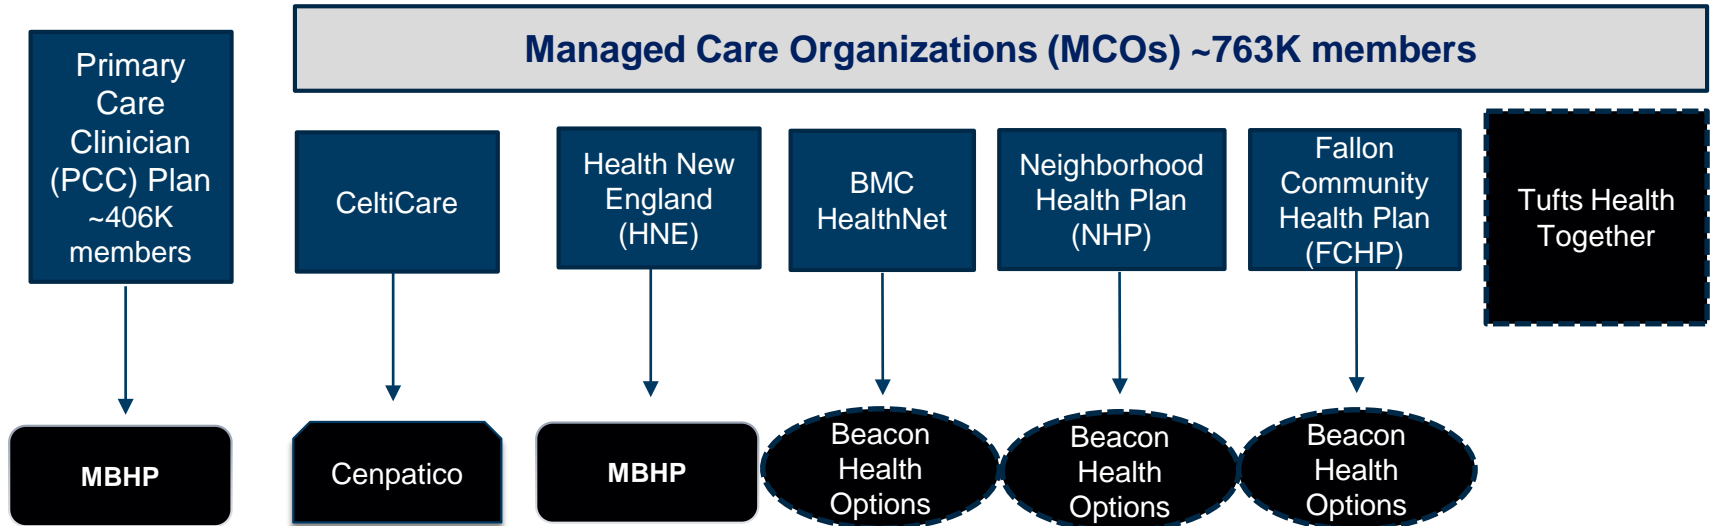 Managed Care Organizations (MCOs) ~763K members
Primary
Care
Clinician
(PCC) Plan
~406K
members
CeltiCare
Health New
England
(HNE)
BMC
HealthNet
Neighborhood
Health Plan
(NHP)
Fallon
Community
Health Plan
(FCHP)
Tufts Health
Together
MBHP
Cenpatico
MBHP
Beacon
Health
Options
Beacon
Health
Options
Beacon
Health
Options